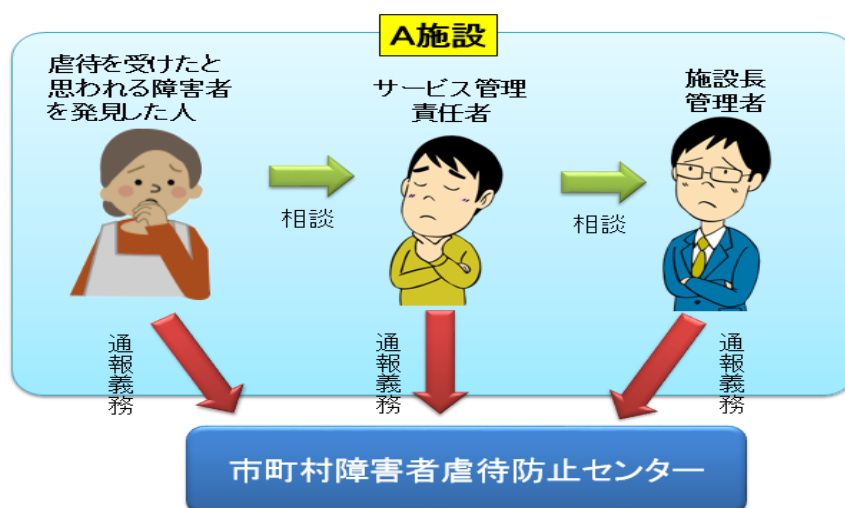 A施設
虐待を受けたと
思われる障害者
を発見した人
サービス管理
責任者
施設長
管理者
相談
相談
通報義務
通報義務
通報義務
市町村障害者虐待防止センター